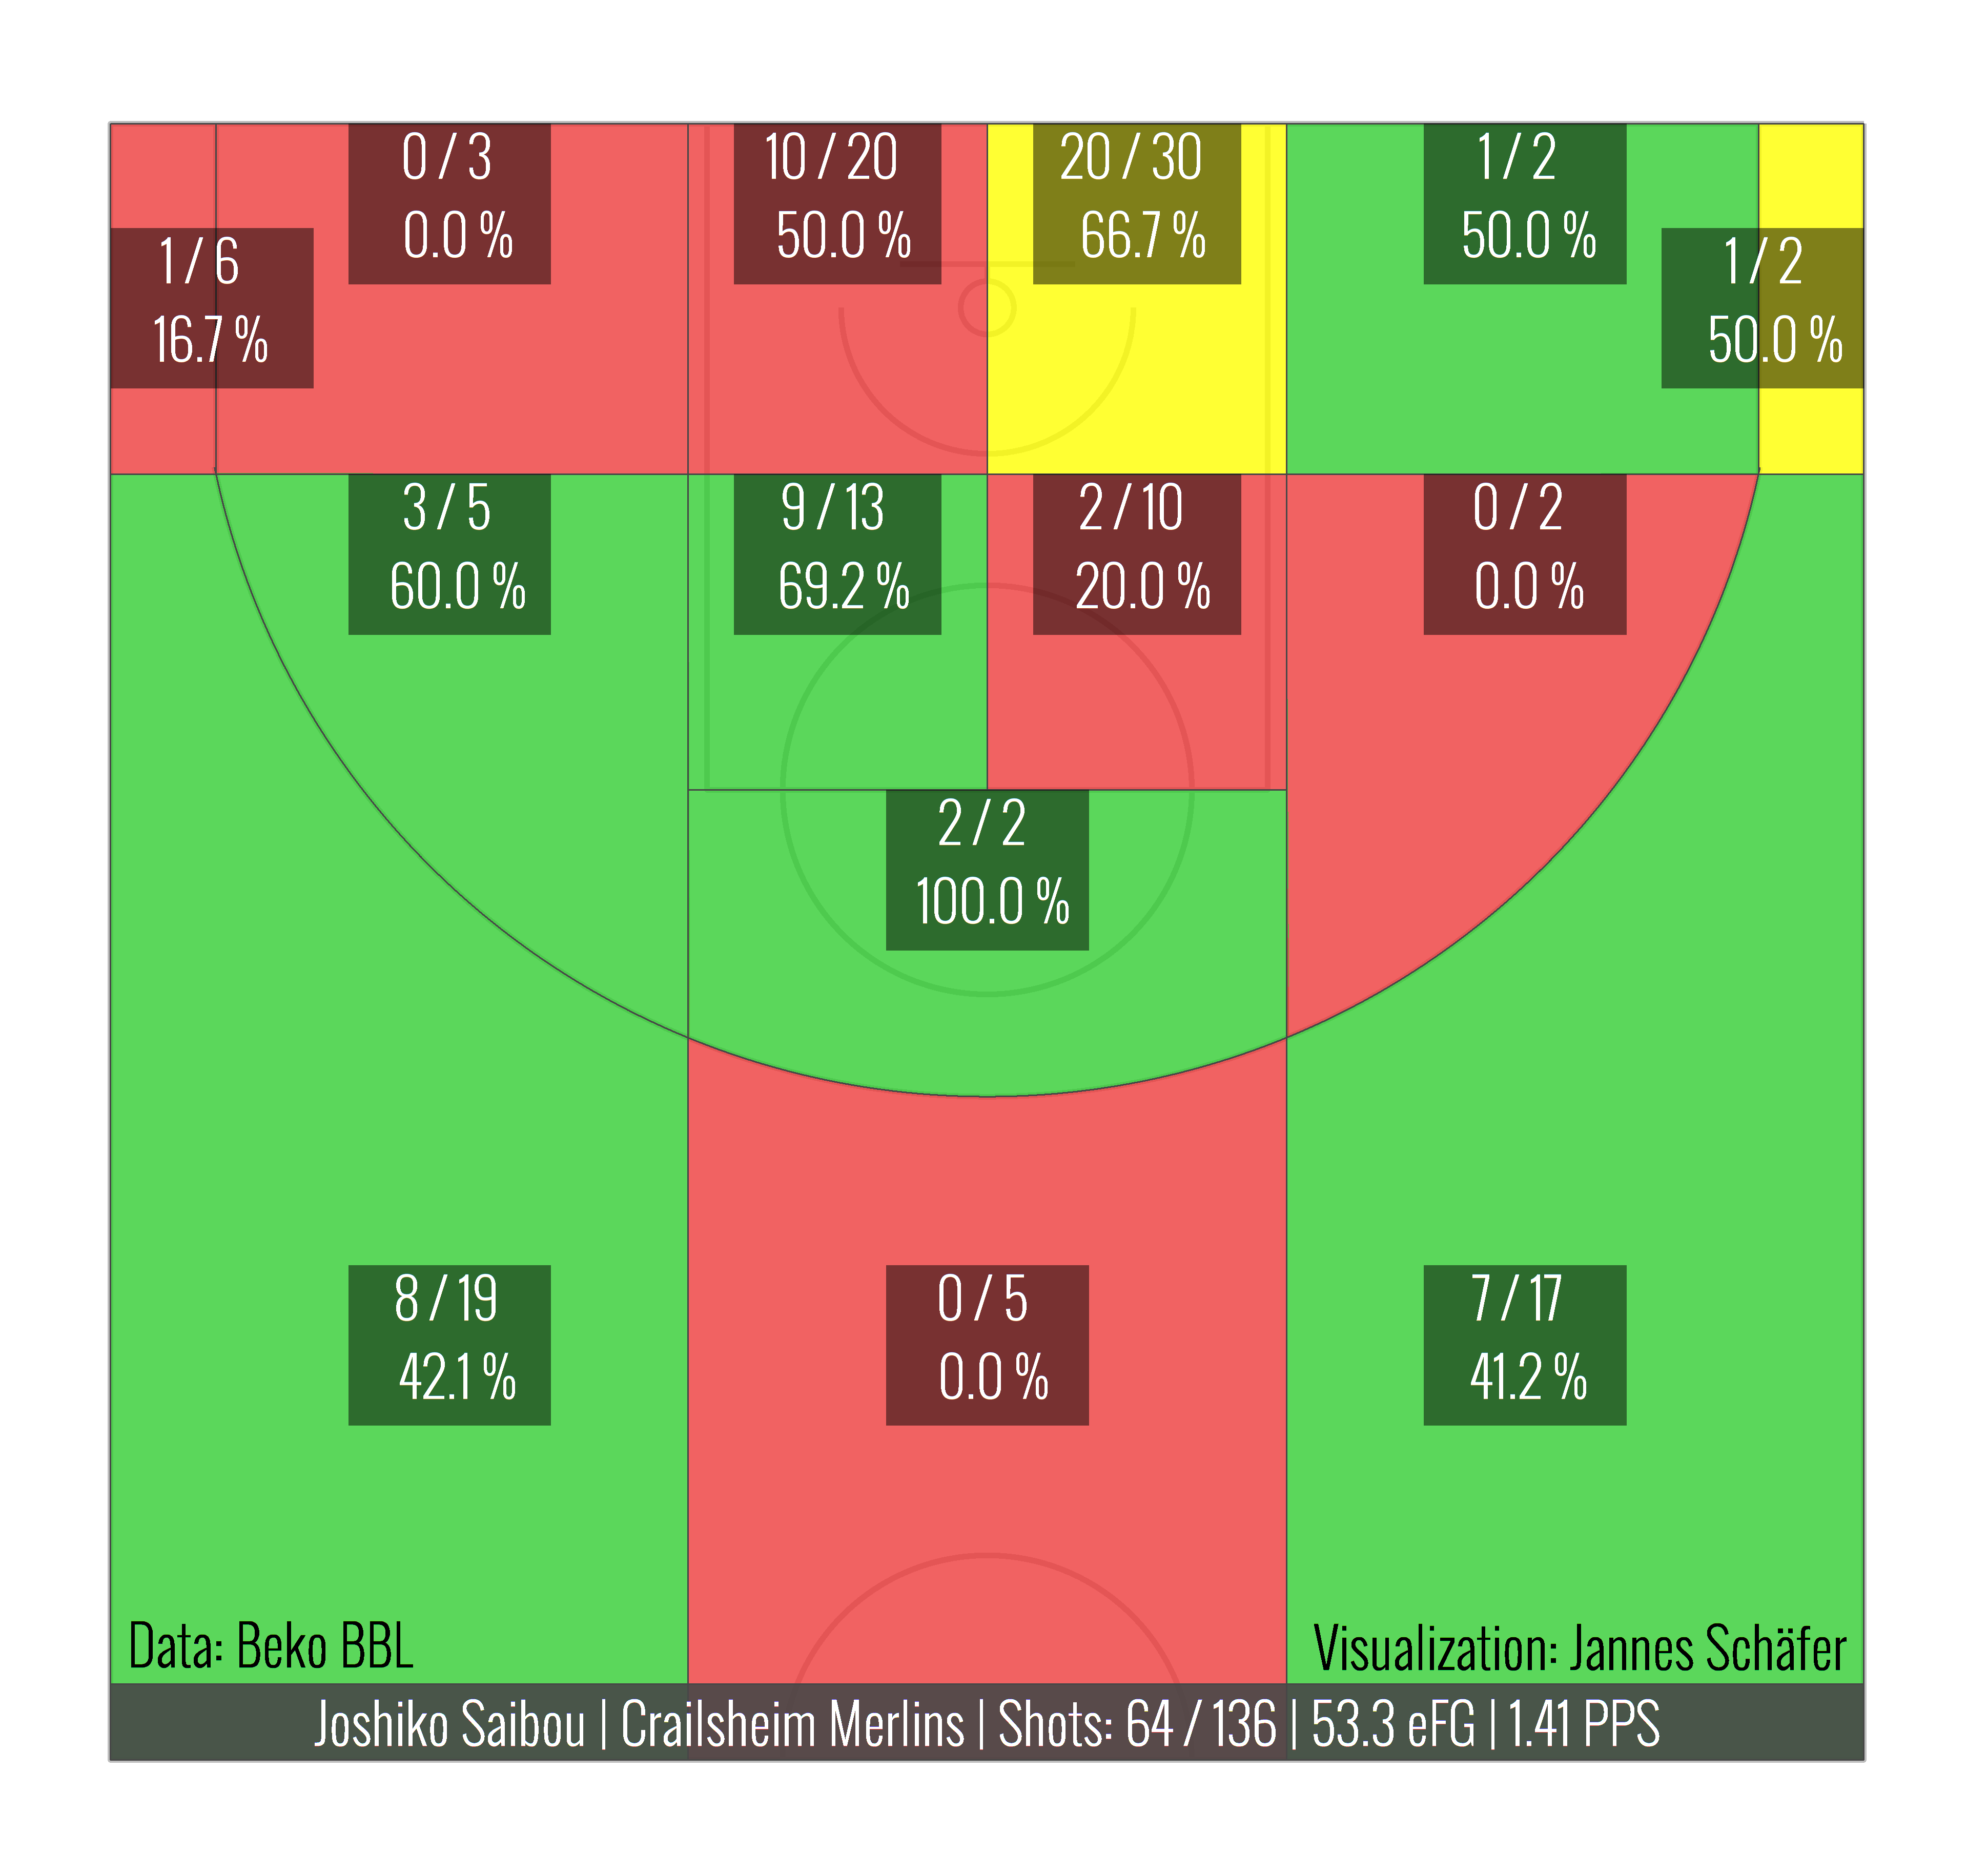 0 / 3
0.0 %
10 / 20
50.0 %
20 / 30
66.7 %
1 / 2
50.0 %
1 / 6
16.7 %
1 / 2
50.0 %
3 / 5
60.0 %
9 / 13
69.2 %
2 / 10
20.0 %
0 / 2
0.0 %
2 / 2
100.0 %
8 / 19
42.1 %
0 / 5
0.0 %
7 / 17
41.2 %
Data: Beko BBL
Visualization: Jannes Schäfer
Joshiko Saibou | Crailsheim Merlins | Shots: 64 / 136 | 53.3 eFG | 1.41 PPS